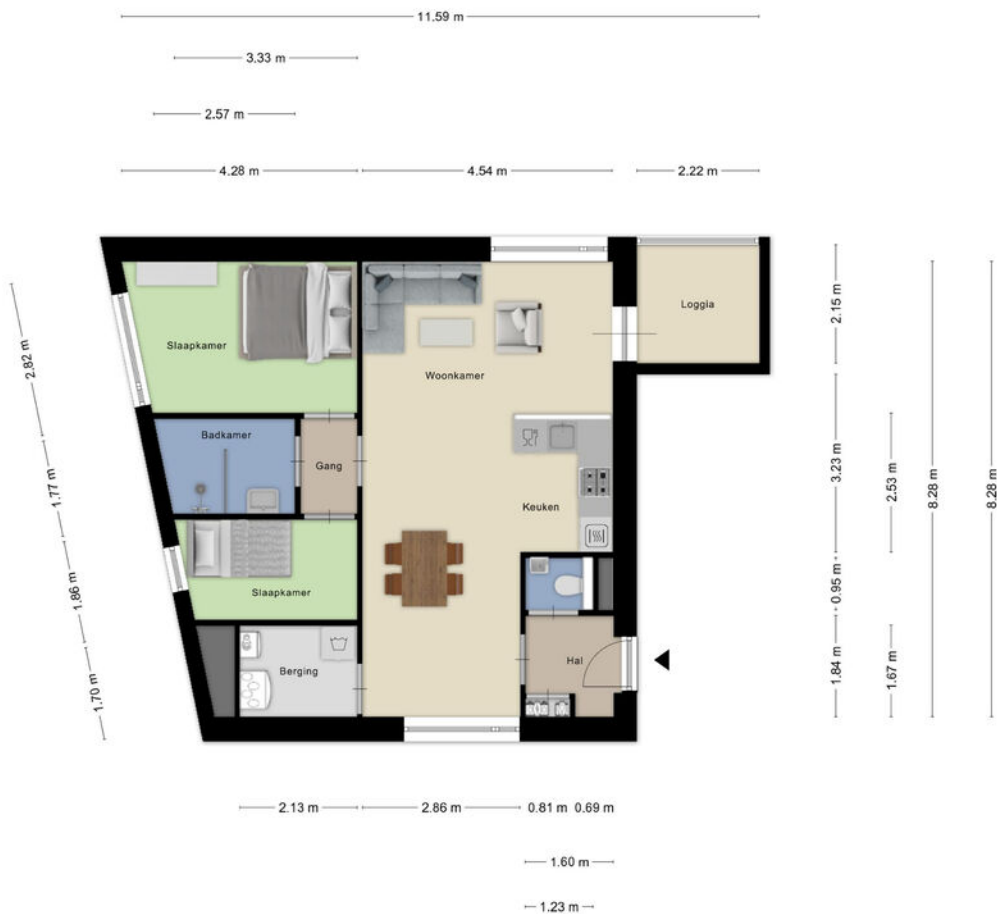 11.59 m
3.33 m
2.57 m
4.28 m
4.54 m
2.22 m
Loggia
2.15 m
Slaapkamer
2.82 m
Woonkamer
Badkamer
Gang
1.77 m
3.23 m
2.53 m
8.28 m
8.28 m
Keuken
Slaapkamer
1.86 m
0.95 m
Hal
Berging
1.84 m
1.67 m
1.70 m
2.13 m
2.86 m
0.81 m
0.69 m
1.60 m
1.23 m